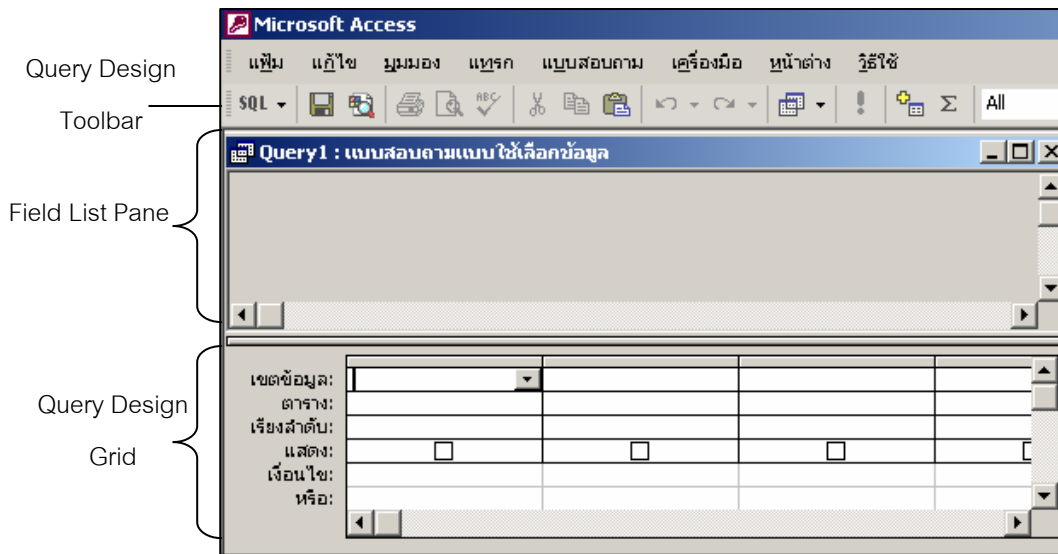 Microsoft Access
แฟ้ม แก้ไข มุมมอง แทรก แบบสอบถาม เครื่องมือ หน้าต่าง วิธีใช้
Query Design
Toolbar
SQL ABC Σ All
Query1 : แบบสอบถามแบบใช้เลือกข้อมูล
Field List Pane
Query Design
Grid
เขตข้อมูล:
ตาราง:
เรียงลำดับ:
แสดง:
เงื่อนไข:
หรือ: